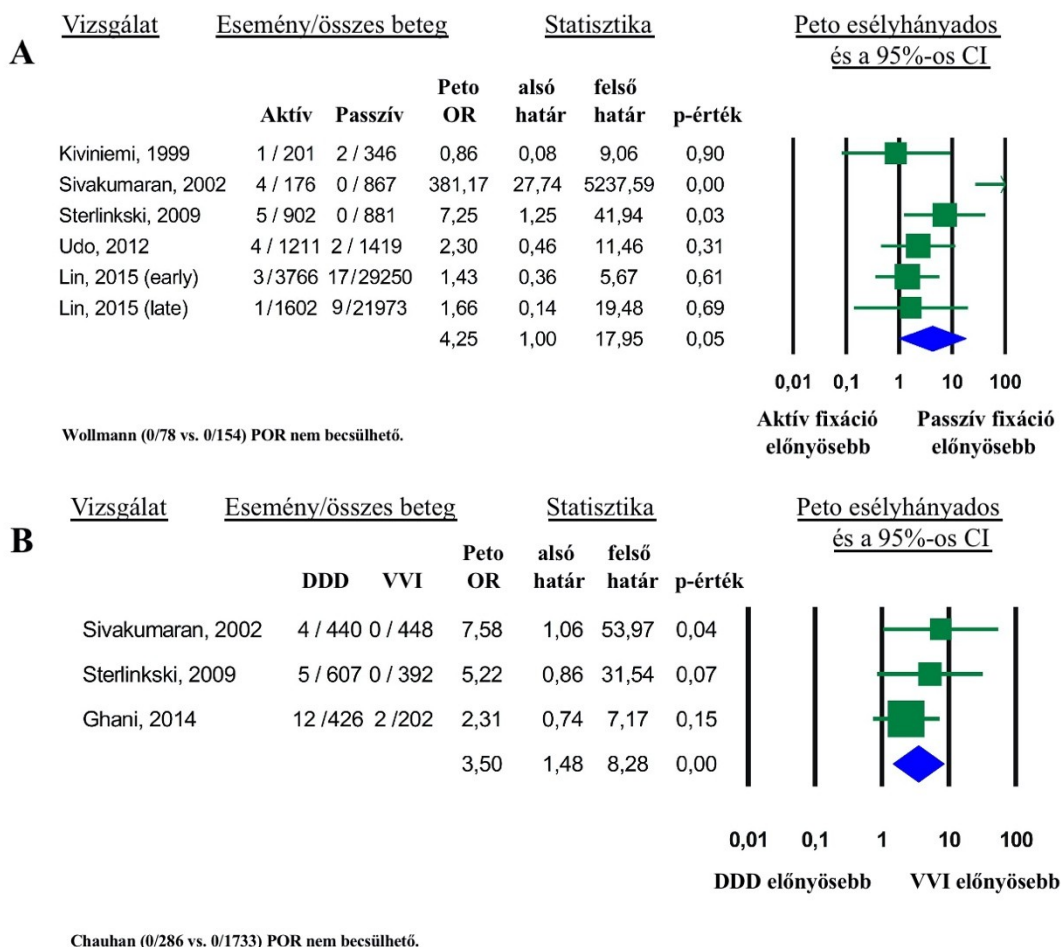 Vizsgálat Esemény/összes beteg Statisztika Peto esélyhányados
és a 95%-os CI
A
Peto alsó felső
Aktív Passzív OR határ határ p-érték
Kiviniemi, 1999 1 / 201 2 / 346 0,86 0,08 9,06 0,90
Sivakumaran, 2002 4 / 176 0 / 867 381,17 27,74 5237,59 0,00
Sterlinkski, 2009 5 / 902 0 / 881 7,25 1,25 41,94 0,03
Udo, 2012 4 / 1211 2 / 1419 2,30 0,46 11,46 0,31
Lin, 2015 (early) 3 / 3766 17 / 29250 1,43 0,36 5,67 0,61
Lin, 2015 (late) 1 / 1602 9 / 21973 1,66 0,14 19,48 0,69
4,25 1,00 17,95 0,05
0,01 0,1 1 10 100
Aktív fixáció Passzív fixáció
előnyösebb előnyösebb
Wollmann (0/78 vs. 0/154) POR nem becsülhető.
Vizsgálat Esemény/összes beteg Statisztika Peto esélyhányados
és a 95%-os CI
B
Peto alsó felső
DDD VVI OR határ határ p-érték
Sivakumaran, 2002 4 / 440 0 / 448 7,58 1,06 53,97 0,04
Sterlinkski, 2009 5 / 607 0 / 392 5,22 0,86 31,54 0,07
Ghani, 2014 12 / 426 2 / 202 2,31 0,74 7,17 0,15
3,50 1,48 8,28 0,00
0,01 0,1 1 10 100
DDD előnyösebb VVI előnyösebb
Chauhan (0/286 vs. 0/1733) POR nem becsülhető.